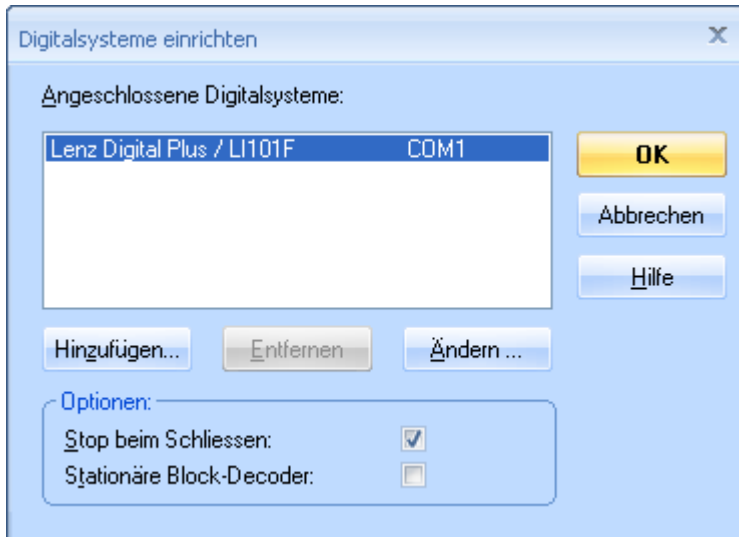 Digitalsysteme einrichten
Angeschlossene Digitalsysteme:
Lenz Digital Plus / LI101F COM1
OK
Abbrechen
Hilfe
Hinzufügen...
Entfernen
Ändern ...
Optionen:
Stop beim Schliessen:
Stationäre Block-Decoder: